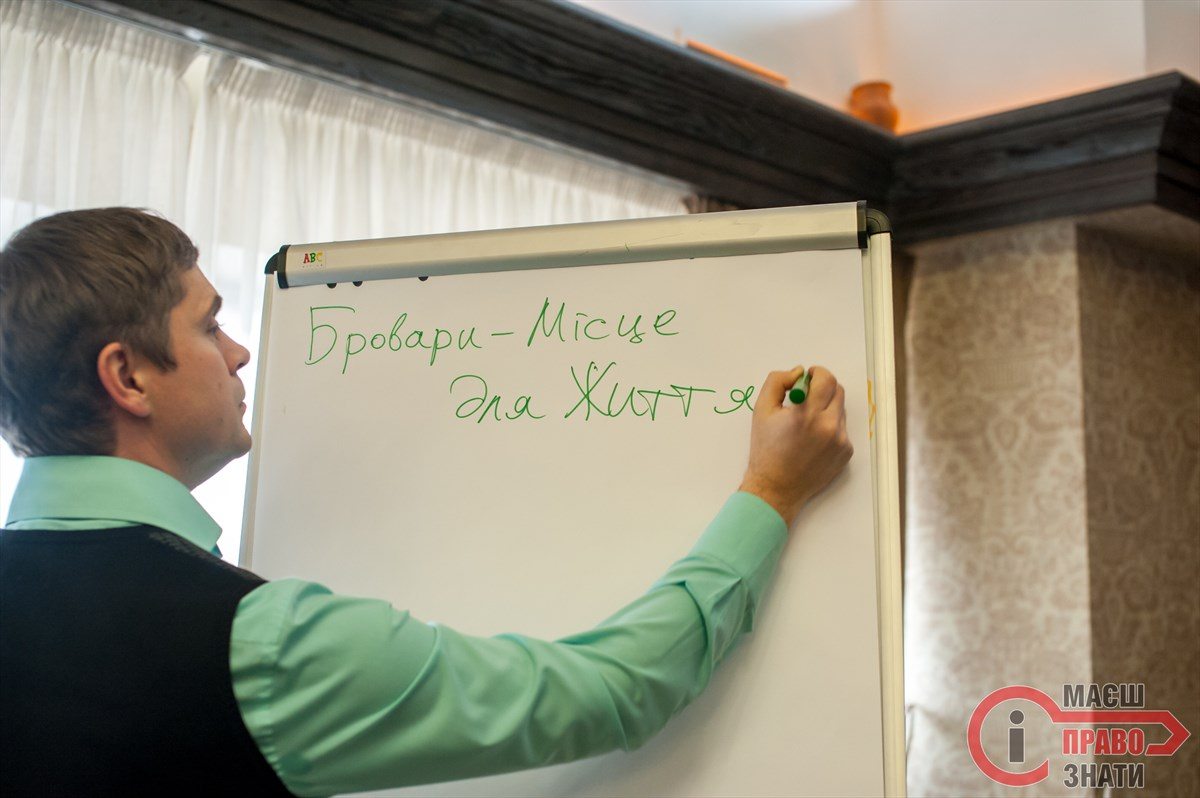 ABC
Бровари – Місце
для Життя
МАЄШ
ПРАВО
ЗНАТИ